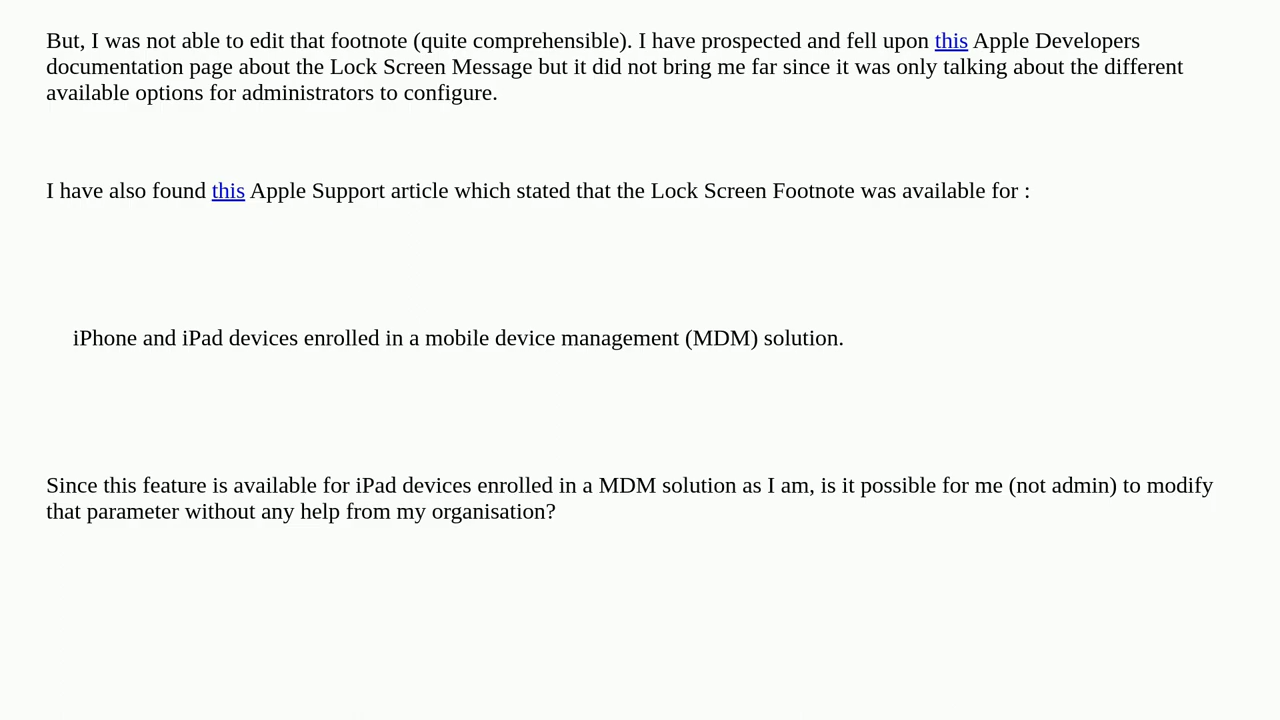 But, I was not able to edit that footnote (quite comprehensible). I have prospected and fell upon this Apple Developers
documentation page about the Lock Screen Message but it did not bring me far since it was only talking about the different
available options for administrators to configure.
I have also found this Apple Support article which stated that the Lock Screen Footnote was available for :
iPhone and iPad devices enrolled in a mobile device management (MDM) solution.
Since this feature is available for iPad devices enrolled in a MDM solution as I am, is it possible for me (not admin) to modify
that parameter without any help from my organisation?